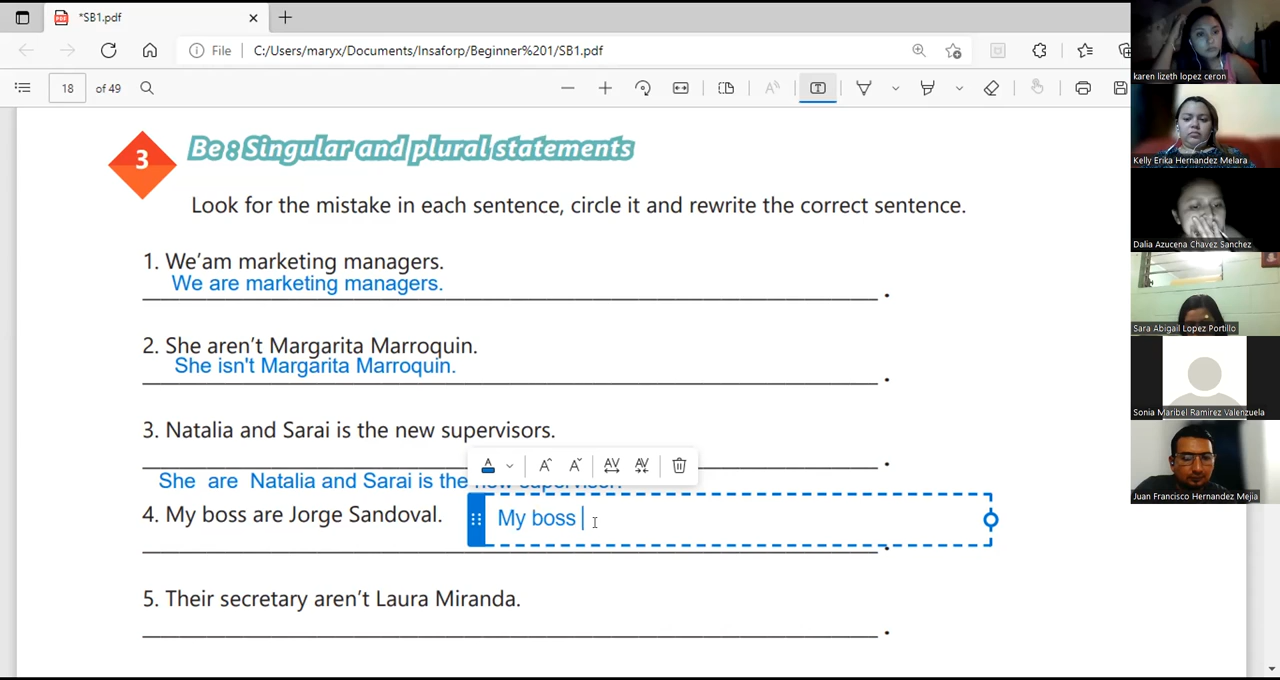 *SB1.pdf
File C:/Users/maryx/Documents/Insaforp/Beginner%201/SB1.pdf
18 of 49
karen lizeth lopez ceron
Kelly Erika Hernandez Melara
Dalia Azucena Chavez Sanchez
Sara Abigail Lopez Portillo
Sonia Maribel Ramirez Valenzuela
Juan Francisco Hernandez Mejia
3 Be: Singular and plural statements
Look for the mistake in each sentence, circle it and rewrite the correct sentence.
1. We'am marketing managers.
We are marketing managers.
2. She aren't Margarita Marroquin.
She isn't Margarita Marroquin.
3. Natalia and Sarai is the new supervisors.
She are Natalia and Sarai is the new supervisor.
4. My boss are Jorge Sandoval. My boss
5. Their secretary aren't Laura Miranda.